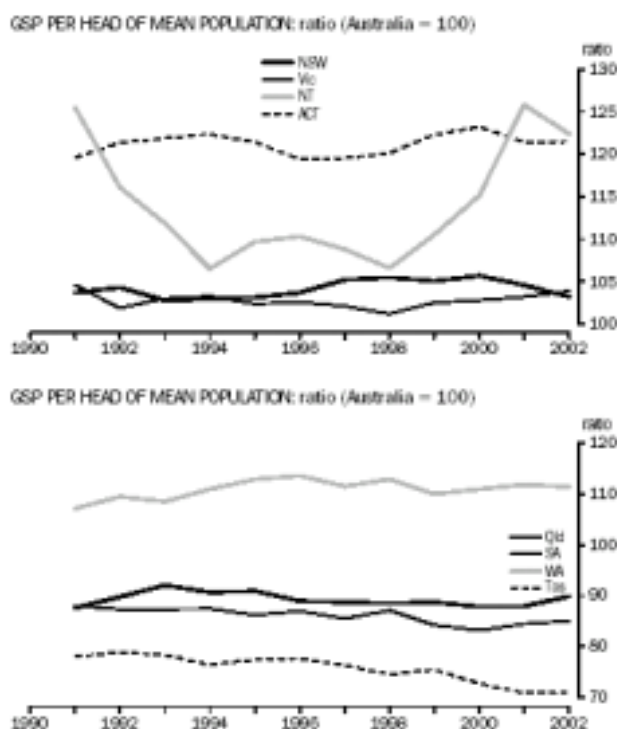 GSP PER HEAD OF MEAN POPULATION: ratio (Australia = 100)
ratio
NSW
Vic
NT
ACT
130
125
120
115
110
105
100
1990 1992 1994 1996 1998 2000 2002
GSP PER HEAD OF MEAN POPULATION: ratio (Australia = 100)
ratio
120
110
100
Qld
SA
WA
Tas
90
80
70
1990 1992 1994 1996 1998 2000 2002